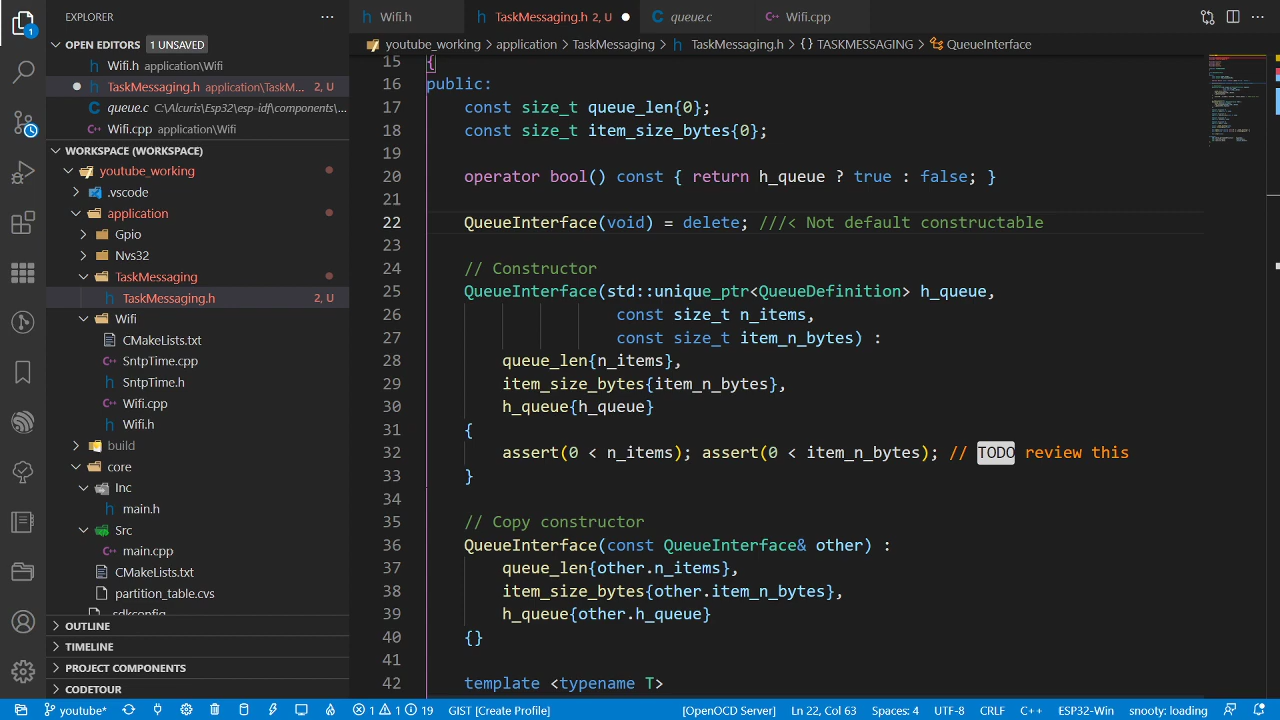 EXPLORER
Wifi.h
TaskMessaging.h 2, U
queue.c
Wifi.cpp
OPEN EDITORS 1 UNSAVED
Wifi.h application\Wifi
TaskMessaging.h application\TaskM... 2, U
queue.c C:\Alcuris\Esp32\esp-idf\components\...
Wifi.cpp application\Wifi
WORKSPACE (WORKSPACE)
youtube_working
.vscode
application
Gpio
Nvs32
TaskMessaging
TaskMessaging.h 2, U
Wifi
CMakeLists.txt
SntpTime.cpp
SntpTime.h
Wifi.cpp
Wifi.h
build
core
Inc
main.h
Src
main.cpp
CMakeLists.txt
partition_table.cvs
sdkconfig
OUTLINE
TIMELINE
PROJECT COMPONENTS
CODETOUR
youtube_working > application > TaskMessaging > TaskMessaging.h > {} TASKMESSAGING > QueueInterface
15 {
16 public:
17 const size_t queue_len{0};
18 const size_t item_size_bytes{0};
19
20 operator bool() const { return h_queue ? true : false; }
21
22 QueueInterface(void) = delete; ///< Not default constructable
23
24 // Constructor
25 QueueInterface(std::unique_ptr<QueueDefinition> h_queue,
26 const size_t n_items,
27 const size_t item_n_bytes) :
28 queue_len{n_items},
29 item_size_bytes{item_n_bytes},
30 h_queue{h_queue}
31 {
32 assert(0 < n_items); assert(0 < item_n_bytes); // TODO review this
33 }
34
35 // Copy constructor
36 QueueInterface(const QueueInterface& other) :
37 queue_len{other.n_items},
38 item_size_bytes{other.item_n_bytes},
39 h_queue{other.h_queue}
40 {}
41
42 template <typename T>
1
youtube* 1 1 19 GIST [Create Profile] [OpenOCD Server] Ln 22, Col 63 Spaces: 4 UTF-8 CRLF C++ ESP32-Win snooty: loading